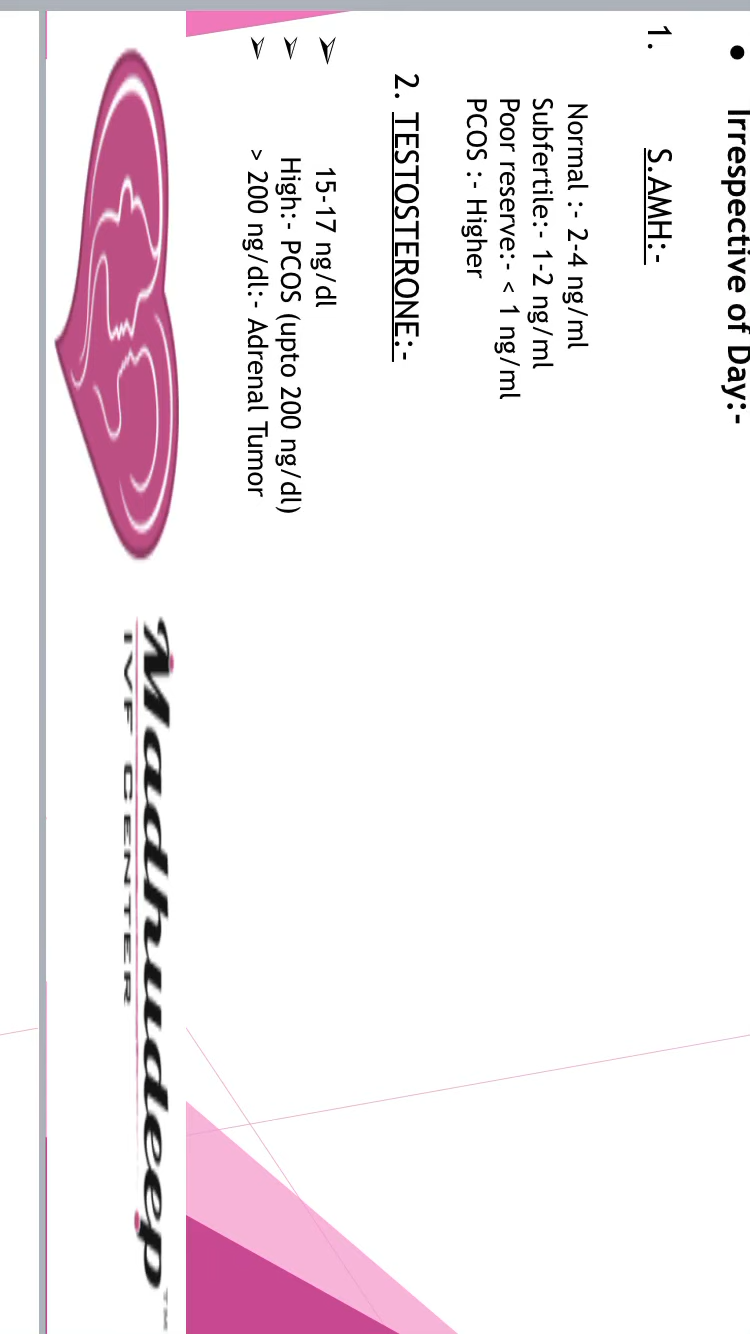 • Irrespective of Day:-
1. S.AMH:-
Normal :- 2-4 ng/ml
Subfertile:- 1-2 ng/ml
Poor reserve:- < 1 ng/ml
PCOS :- Higher
2. TESTOSTERONE:-
➢ 15-17 ng/dl
➢ High:- PCOS (upto 200 ng/dl)
➢ > 200 ng/dl:- Adrenal Tumor
Madhudeep™
IVF CENTER